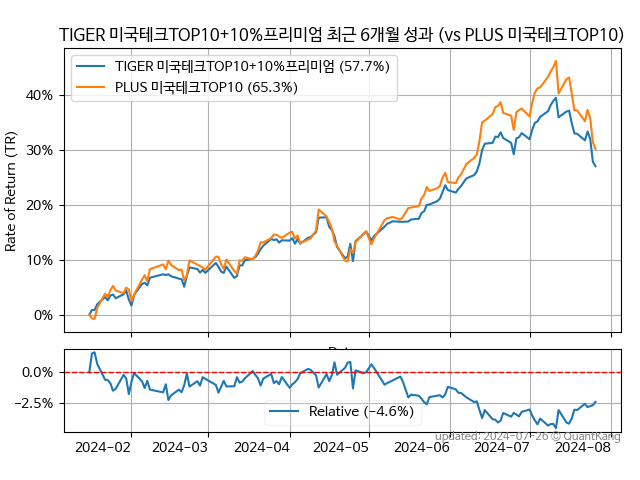 TIGER 미국테크TOP10+10%프리미엄 최근 6개월 성과 (vs PLUS 미국테크TOP10)
TIGER 미국테크TOP10+10%프리미엄 (57.7%)
PLUS 미국테크TOP10 (65.3%)
Rate of Return (TR)
40%
30%
20%
10%
0%
0.0%
−2.5%
Relative (−4.6%)
updated: 2024-07-26 © QuantKang
2024-02
2024-03
2024-04
2024-05
2024-06
2024-07
2024-08